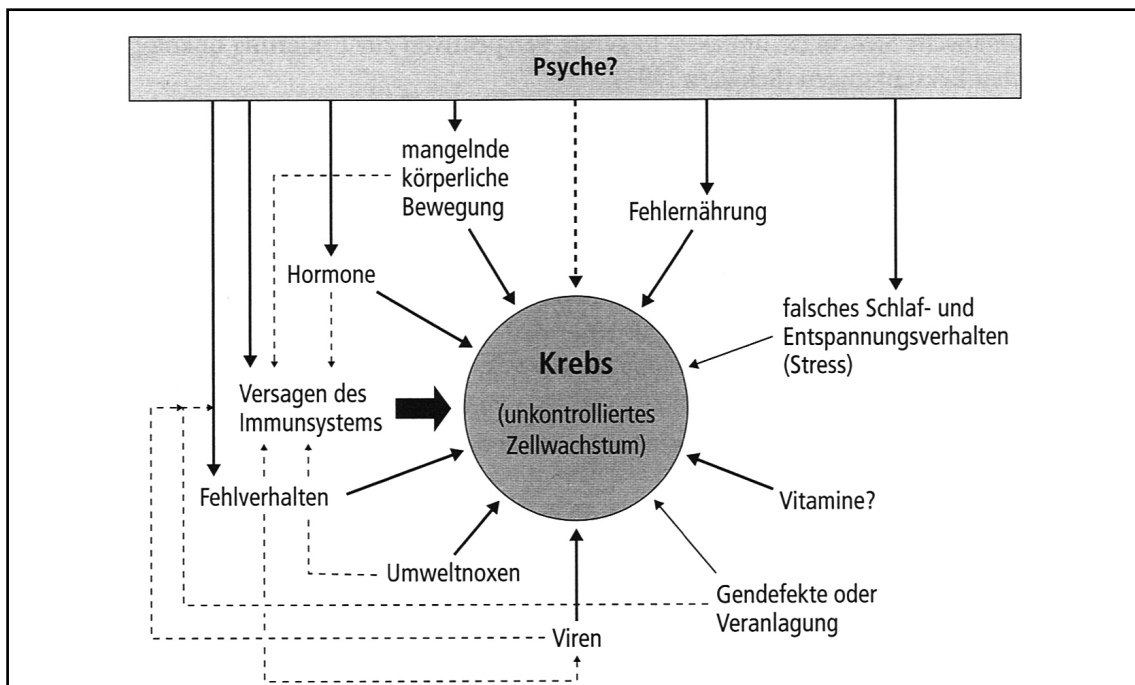 Psyche?
mangelnde
körperliche
Bewegung
Fehlernährung
Hormone
falsches Schlaf- und
Entspannungsverhalten
(Stress)
Krebs
(unkontrolliertes
Zellwachstum)
Versagen des
Immunsystems
Fehlverhalten
Vitamine?
Umweltnoxen
Gendefekte oder
Veranlagung
Viren